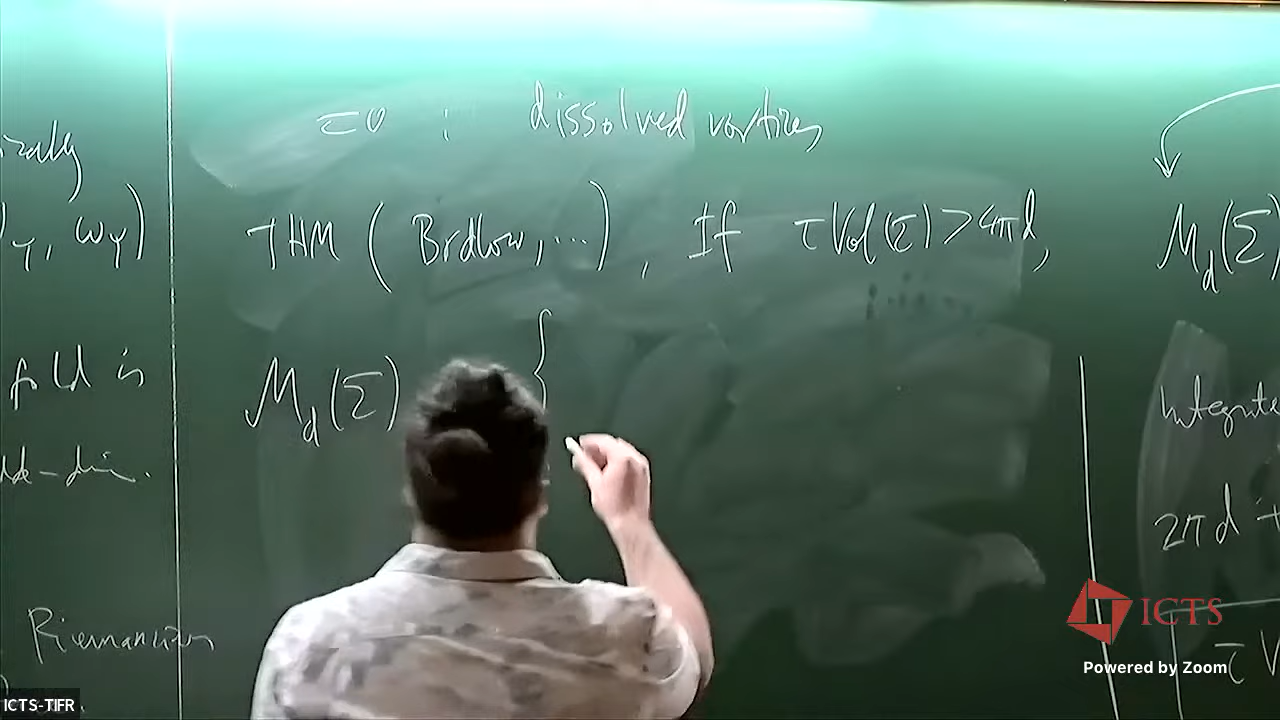 =0 : dissolved vortices
THM (Bradlow, ...), If τ Vol(Σ) > 4πd,
M_d(Σ) {
fold is
Riemannian
ω_Y)
M_d(Σ
Integrate
2πd +
τ V
ICTS
Powered by Zoom
ICTS-TIFR